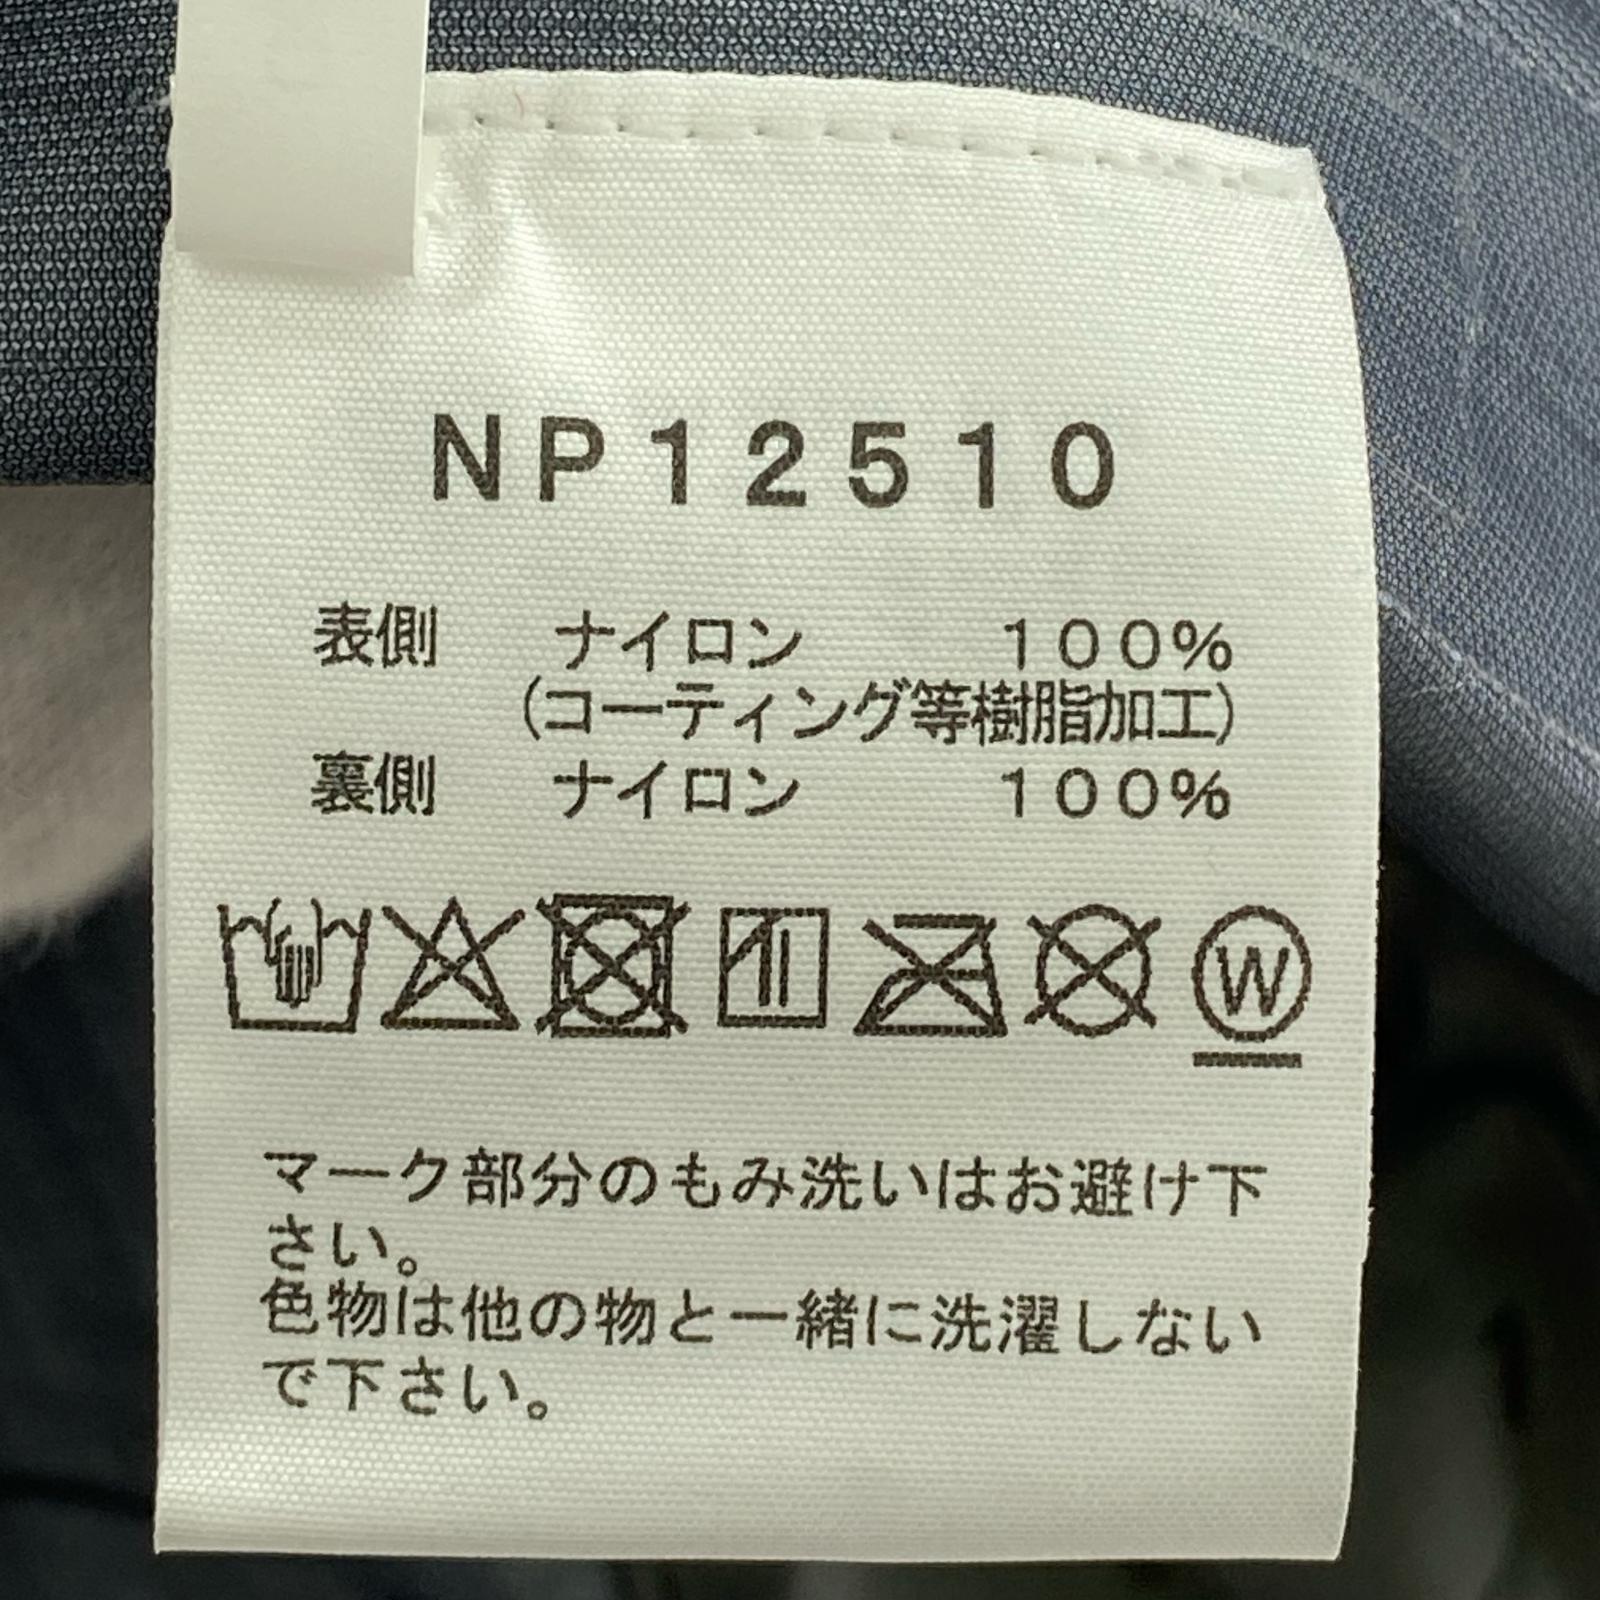 NP12510
表側 ナイロン 100%
(コーティング等樹脂加工)
裏側 ナイロン 100%
W
マーク部分のもみ洗いはお避け下
さい。
色物は他の物と一緒に洗濯しない
で下さい。